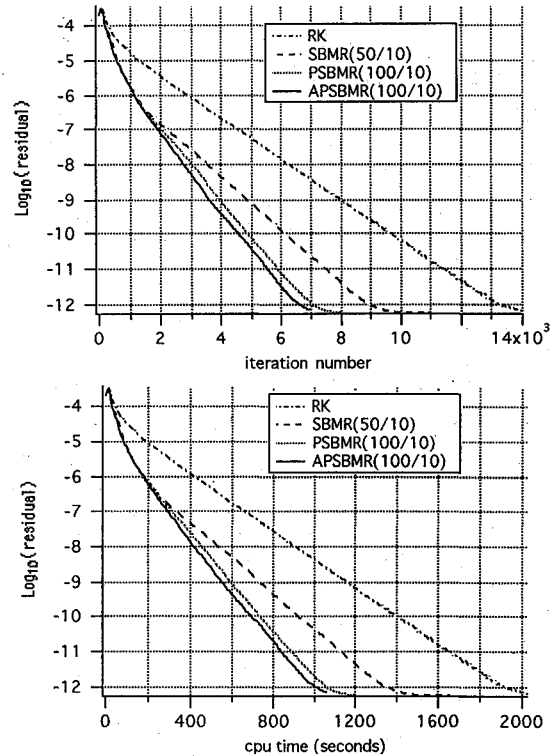 -4
-5
-6
-7
-8
-9
-10
-11
-12
Log10(residual)
RK
SBMR(50/10)
PSBMR(100/10)
APSBMR(100/10)
0 2 4 6 8 10 14x10³
iteration number
-4
-5
-6
-7
-8
-9
-10
-11
-12
Log10(residual)
RK
SBMR(50/10)
PSBMR(100/10)
APSBMR(100/10)
0 400 800 1200 1600 2000
cpu time (seconds)